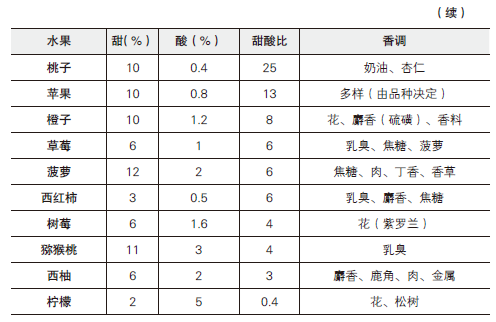 （续）
水果 甜(%) 酸（%） 甜酸比 香调
桃子 10 0.4 25 奶油、杏仁
苹果 10 0.8 13 多样（由品种决定）
橙子 10 1.2 8 花、麝香（硫磺）、香料
草莓 6 1 6 乳臭、焦糖、菠萝
菠萝 12 2 6 焦糖、肉、丁香、香草
西红柿 3 0.5 6 乳臭、麝香、焦糖
树莓 6 1.6 4 花（紫罗兰）
猕猴桃 11 3 4 乳臭
西柚 6 2 3 麝香、鹿角、肉、金属
柠檬 2 5 0.4 花、松树